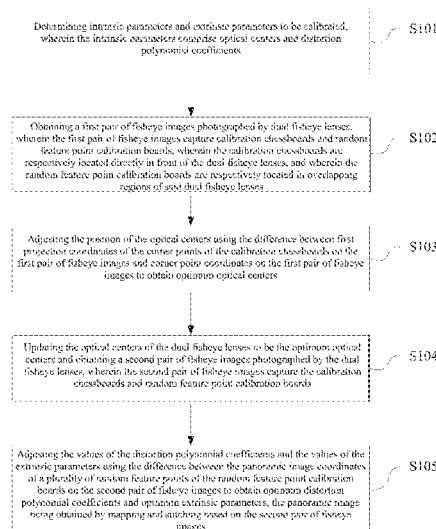 Determining intrinsic parameters and extrinsic parameters to be calibrated,
wherein the intrinsic parameters comprise optical centers and distortion
polynomial coefficients
S101
Obtaining a first pair of fisheye images photographed by dual fisheye lenses,
wherein the first pair of fisheye images capture calibration chessboards and random
feature point calibration boards, wherein the calibration chessboards are
respectively located directly in front of the dual fisheye lenses, and wherein the
random feature point calibration boards are respectively located in overlapping
regions of said dual fisheye lenses
S102
Adjusting the position of the optical centers using the difference between first
projection coordinates of the corner points of the calibration chessboards on
the first pair of fisheye images and corner point coordinates on the first pair of fisheye
images to obtain optimum optical centers
S103
Updating the optical centers of the dual fisheye lenses to be the optimum optical
centers and obtaining a second pair of fisheye images photographed by the dual
fisheye lenses, wherein the second pair of fisheye images capture the calibration
chessboards and random feature point calibration boards
S104
Adjusting the values of the distortion polynomial coefficients and the values of the
extrinsic parameters using the difference between the panoramic image coordinates
of a plurality of random feature points of the random feature point calibration
boards on the second pair of fisheye images to obtain optimum distortion
polynomial coefficients and optimum extrinsic parameters, the panoramic image
being obtained by mapping and stitching based on the second pair of fisheye
images
S105